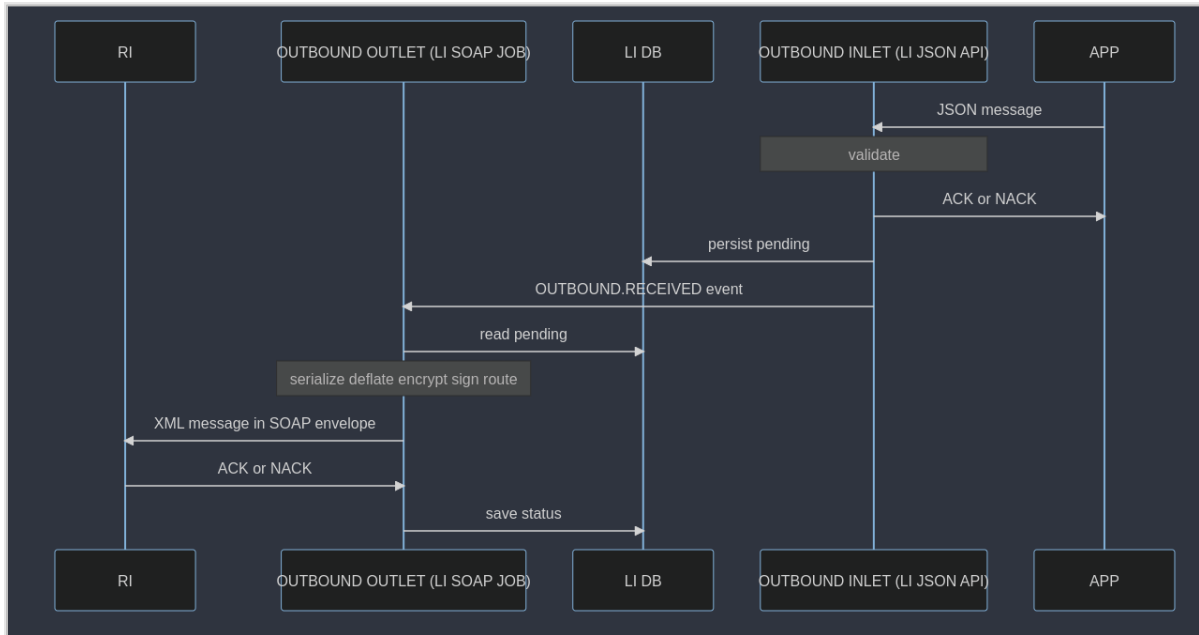 RI
OUTBOUND OUTLET (LI SOAP JOB)
LI DB
OUTBOUND INLET (LI JSON API)
APP
JSON message
validate
ACK or NACK
persist pending
OUTBOUND.RECEIVED event
read pending
serialize deflate encrypt sign route
XML message in SOAP envelope
ACK or NACK
save status
RI
OUTBOUND OUTLET (LI SOAP JOB)
LI DB
OUTBOUND INLET (LI JSON API)
APP